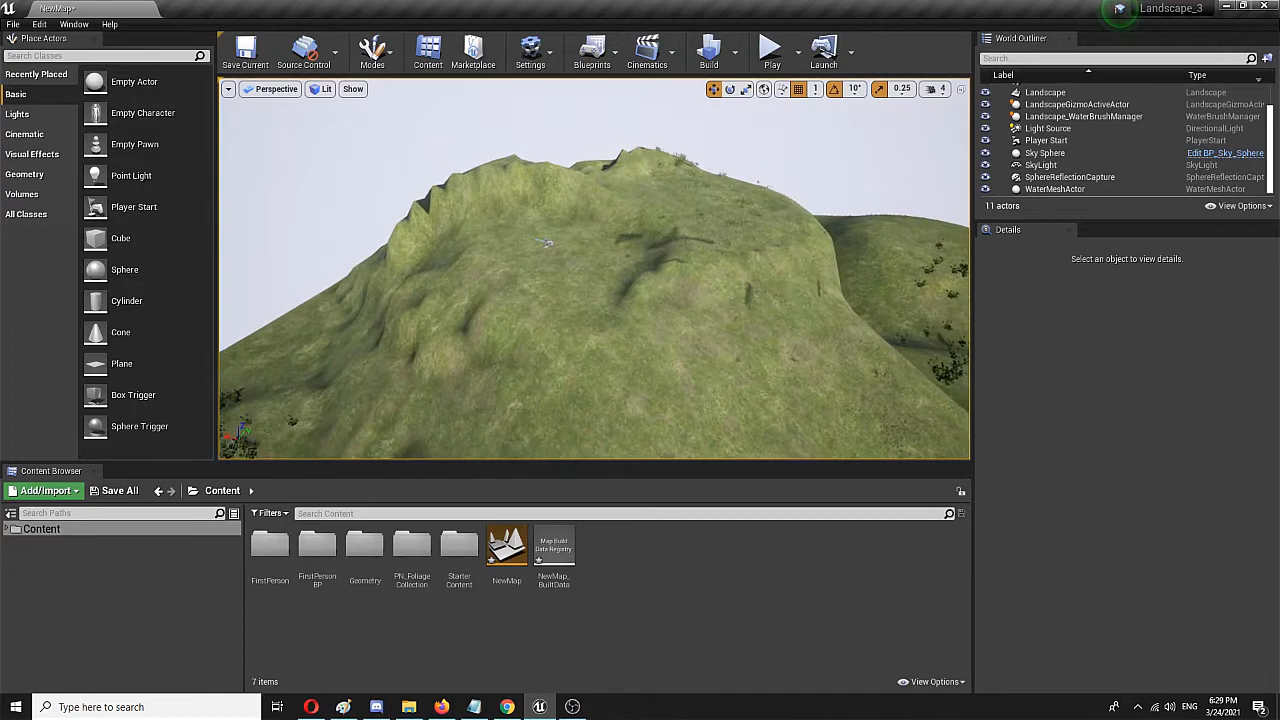 NewMap*
Landscape_3
File Edit Window Help
Place Actors
Search Classes
Recently Placed
Basic
Lights
Cinematic
Visual Effects
Geometry
Volumes
All Classes
Empty Actor
Empty Character
Empty Pawn
Point Light
Player Start
Cube
Sphere
Cylinder
Cone
Plane
Box Trigger
Sphere Trigger
Save Current
Source Control
Modes
Content
Marketplace
Settings
Blueprints
Cinematics
Build
Play
Launch
Perspective
Lit
Show
1
10°
0.25
4
World Outliner
Search...
Label Type
Landscape Landscape
LandscapeGizmoActiveActor LandscapeGizmoActr
Landscape_WaterBrushManager WaterBrushManager
Light Source DirectionalLight
Player Start PlayerStart
Sky Sphere Edit BP_Sky_Sphere
SkyLight SkyLight
SphereReflectionCapture SphereReflectionCaptur
WaterMeshActor WaterMeshActor
11 actors
View Options
Details
Select an object to view details.
Content Browser
Add/Import
Save All
Content
Search Paths
Content
Filters
Search Content
FirstPerson
FirstPerson
BP
Geometry
PN_Foliage
Collection
Starter
Content
NewMap
Map Build
Data Registry
NewMap_
BuiltData
7 items
View Options
Type here to search
ENG
6:29 PM
3/24/2021
2